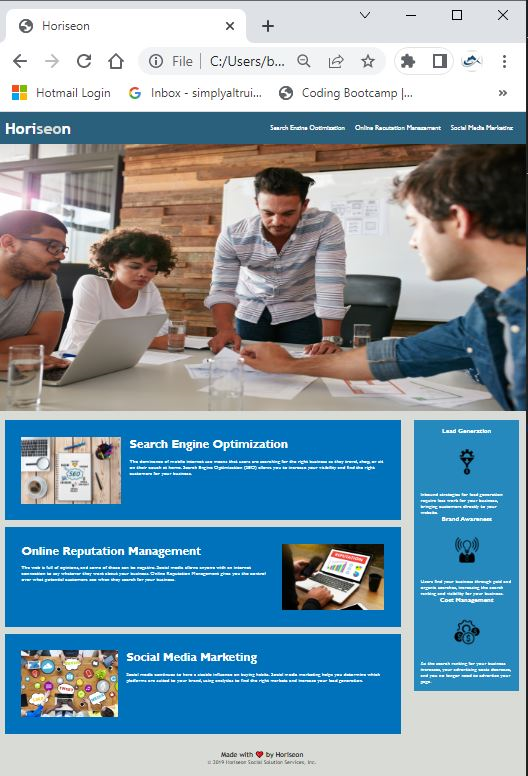 Horiseon
File
C:/Users/b...
Hotmail Login
Inbox - simplyaltrui...
Coding Bootcamp |...
»
Horiseon
Search Engine Optimization
Online Reputation Management
Social Media Marketing
Search Engine Optimization
The dominance of mobile internet use means that users are searching for the right business as they travel, shop, or sit
on their couch at home. Search Engine Optimization (SEO) allows you to increase your visibility and find the right
customers for your business.
SEO
Online Reputation Management
The web is full of opinions, and some of these can be negative. Social media allows anyone with an internet
connection to say whatever they want about your business. Online Reputation Management gives you the control
over what potential customers see when they search for your business.
REPUTATION
Social Media Marketing
Social media continues to have a sizable influence on buying habits. Social media marketing helps you determine which
platforms are suited to your brand, using analytics to find the right markets and increase your lead generation.
Lead Generation
Inbound strategies for lead generation
require less work for your business,
bringing customers directly to your
website.
Brand Awareness
Users find your business through paid and
organic searches, increasing the search
ranking and visibility for your business.
Cost Management
As the search ranking for your business
increases, your advertising costs decrease,
and you no longer need to advertise your
page.
Made with ❤️ by Horiseon
© 2019 Horiseon Social Solution Services, Inc.